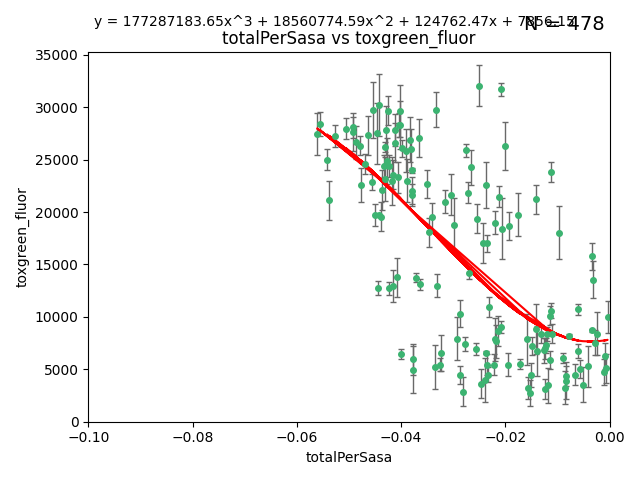 y = 177287183.65x^3 + 18560774.59x^2 + 124762.47x + 7856.15
N = 478
totalPerSasa vs toxgreen_fluor
35000
30000
25000
20000
15000
10000
5000
0
toxgreen_fluor
−0.10 −0.08 −0.06 −0.04 −0.02 0.00
totalPerSasa